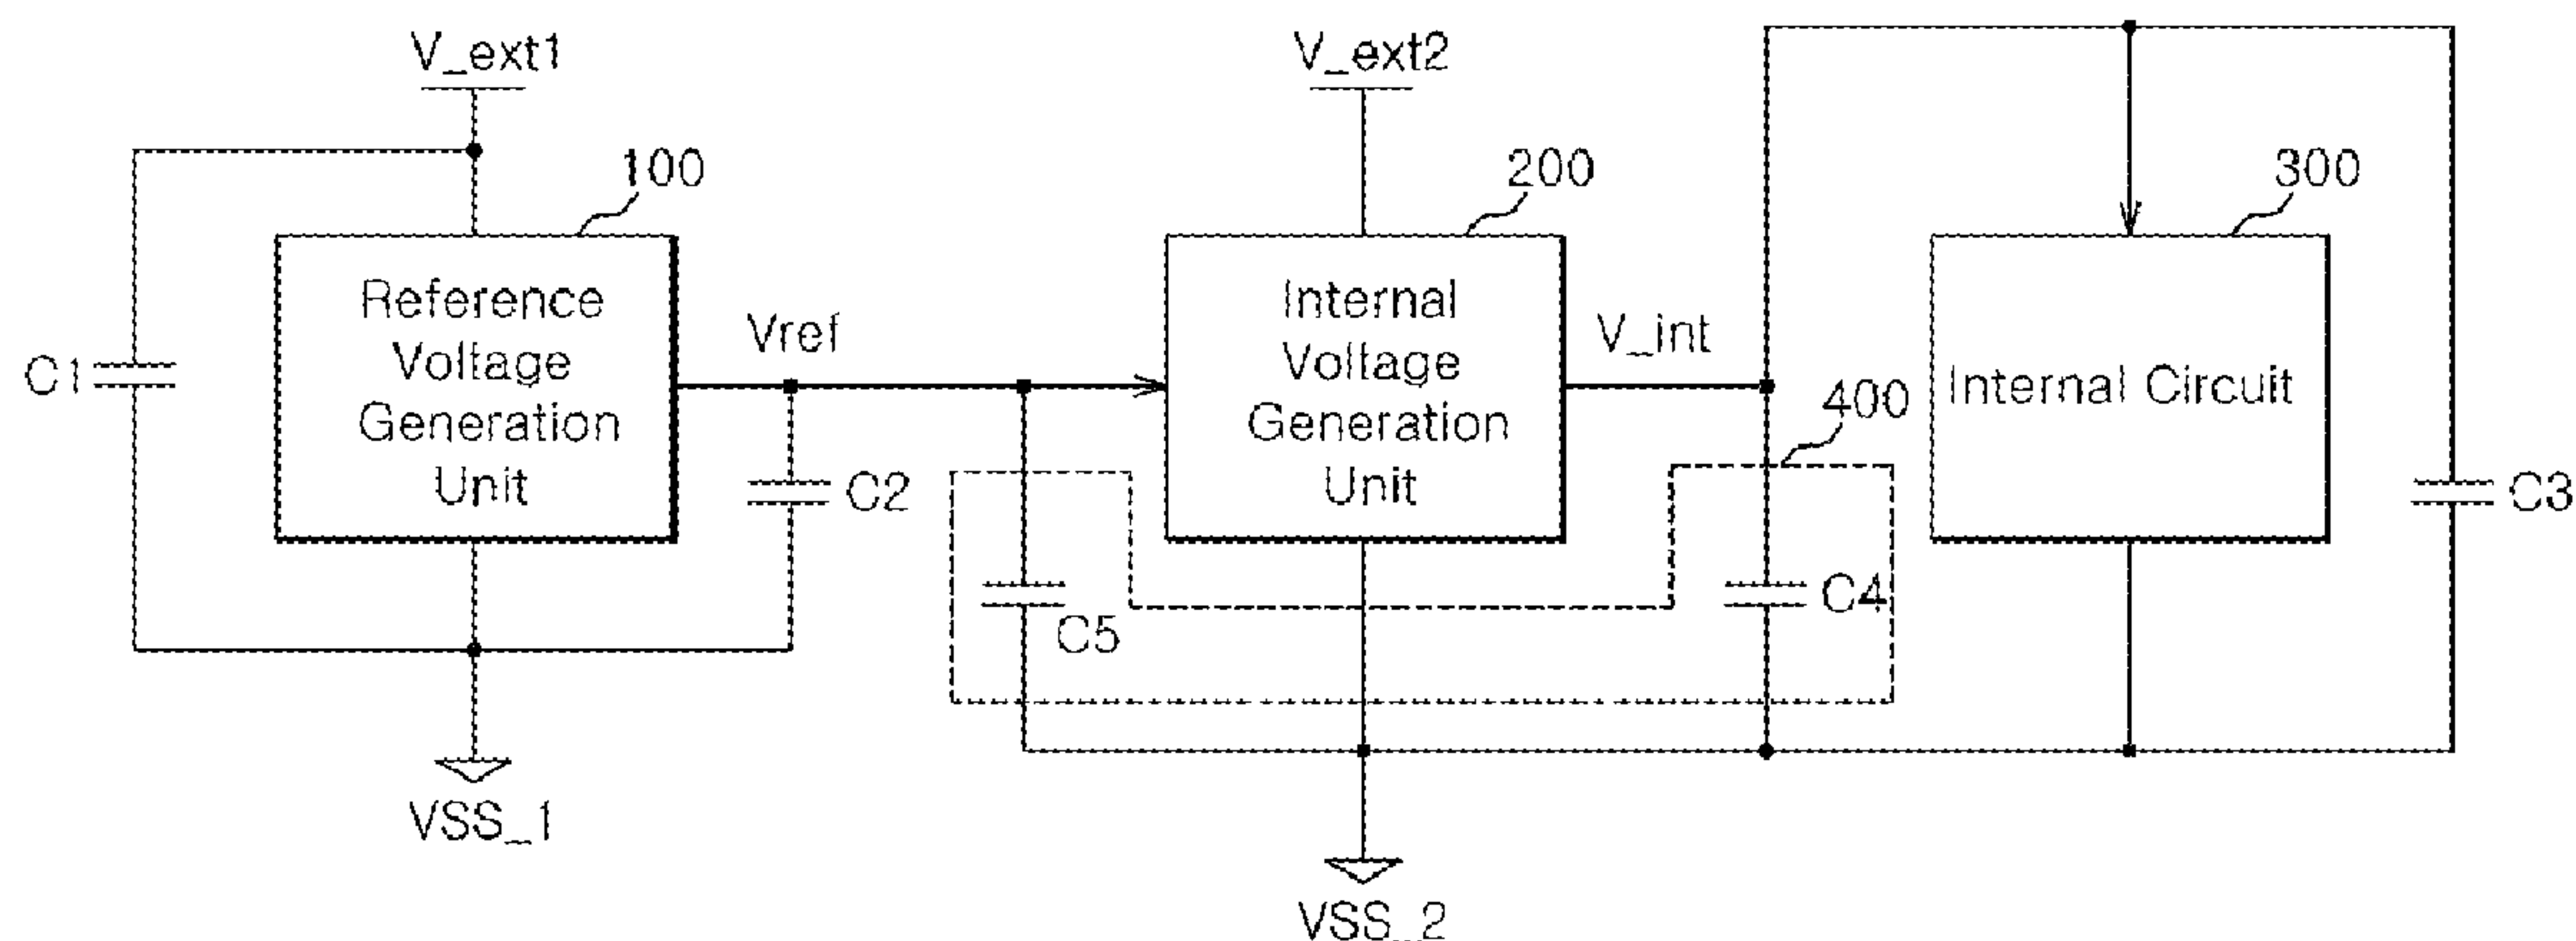 V_ext1
V_ext2
100
200
300
Reference
Voltage
Generation
Unit
Internal
Voltage
Generation
Unit
Internal Circuit
Vref
V_int
400
C1
C2
C3
C4
C5
VSS_1
VSS_2